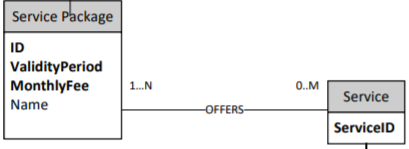 Service Package
ID
ValidityPeriod
MonthlyFee
Name
1...N
OFFERS
0..M
Service
ServiceID